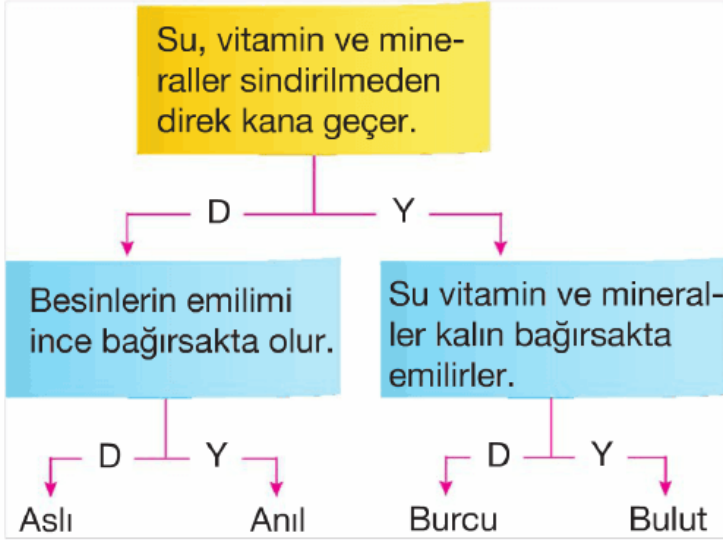 Su, vitamin ve mine-
raller sindirilmeden
direk kana geçer.
D
Y
Besinlerin emilimi
ince bağırsakta olur.
Su vitamin ve mineral-
ler kalın bağırsakta
emilirler.
D
Y
D
Y
Aslı
Anıl
Burcu
Bulut